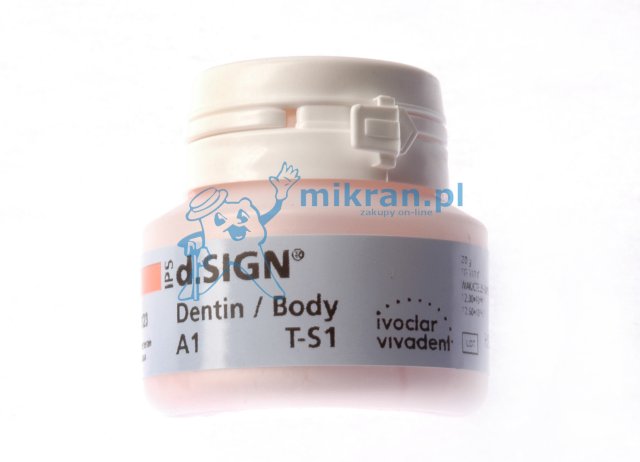 mikran.pl
zakupy on-line
IPS
d.SIGN®
Dentin / Body
A1 T-S1
ivoclar
vivadent